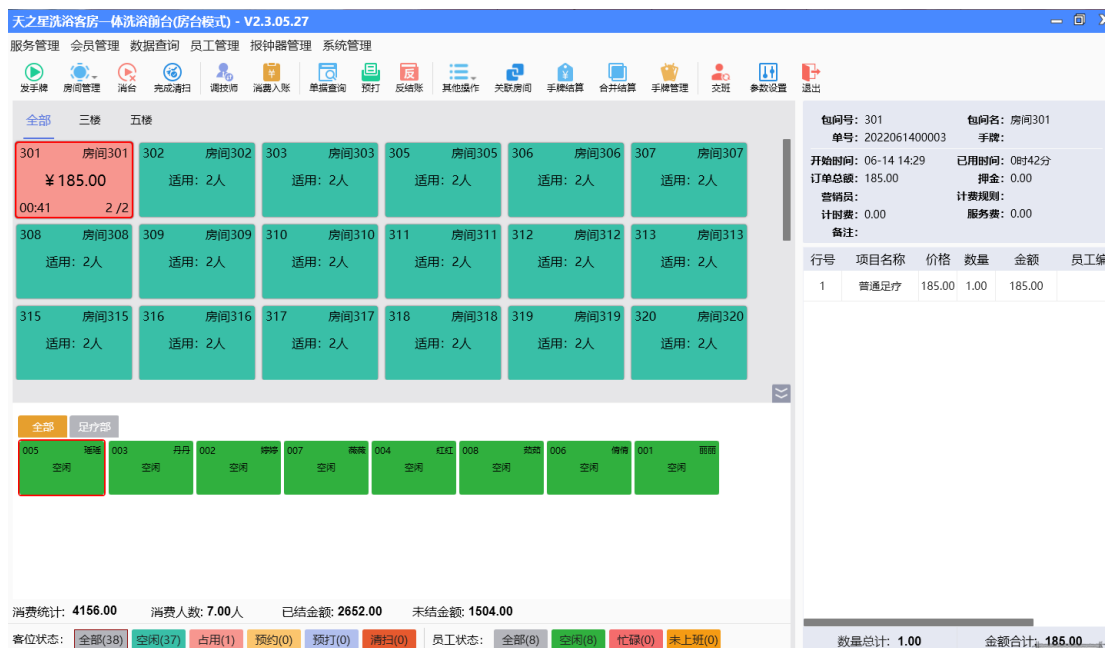 天之星洗浴客房一体洗浴前台(房台模式) - V2.3.05.27
服务管理 会员管理 数据查询 员工管理 报钟器管理 系统管理
发手牌 房间管理 消台 完成清扫 调技师 消费入账 单据查询 预打 反结账 其他操作 关联房间 手牌结算 合并结算 手牌管理 交班 参数设置 退出
全部 三楼 五楼
301 房间301 302 房间302 303 房间303 305 房间305 306 房间306 307 房间307
¥185.00 适用：2人 适用：2人 适用：2人 适用：2人 适用：2人
00:41 2 /2
308 房间308 309 房间309 310 房间310 311 房间311 312 房间312 313 房间313
适用：2人 适用：2人 适用：2人 适用：2人 适用：2人 适用：2人
315 房间315 316 房间316 317 房间317 318 房间318 319 房间319 320 房间320
适用：2人 适用：2人 适用：2人 适用：2人 适用：2人 适用：2人
全部 足疗部
005 瑶瑶 003 丹丹 002 婷婷 007 薇薇 004 红红 008 茹茹 006 倩倩 001 丽丽
空闲 空闲 空闲 空闲 空闲 空闲 空闲 空闲
消费统计: 4156.00 消费人数: 7.00人 已结金额: 2652.00 未结金额: 1504.00
客位状态: 全部(38) 空闲(37) 占用(1) 预约(0) 预打(0) 清扫(0) 员工状态: 全部(8) 空闲(8) 忙碌(0) 未上班(0)
包间号: 301 包间名: 房间301
单号: 2022061400003 手牌:
开始时间: 06-14 14:29 已用时间: 0时42分
订单总额: 185.00 押金: 0.00
营销员: 计费规则:
计时费: 0.00 服务费: 0.00
备注:
行号 项目名称 价格 数量 金额 员工编
1 普通足疗 185.00 1.00 185.00
数量总计: 1.00 金额合计: 185.00